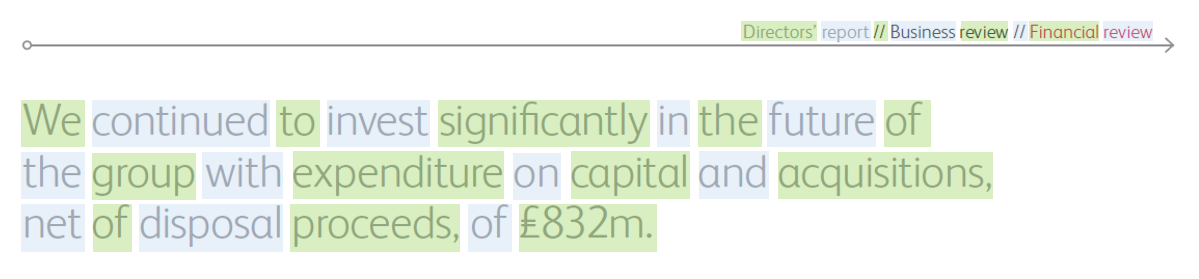 Directors' report // Business review // Financial review
We continued to invest significantly in the future of
the group with expenditure on capital and acquisitions,
net of disposal proceeds, of £832m.